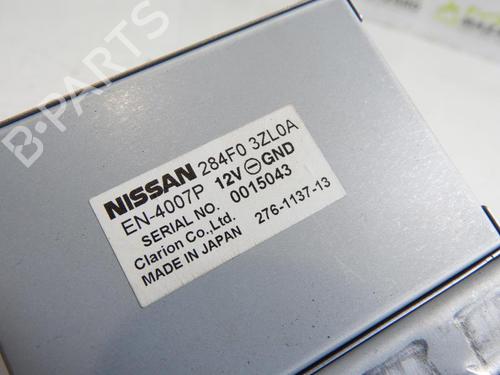 B-PARTS
NISSAN 284F0 3ZL0A
EN-4007P 12V ⊖ GND
SERIAL NO. 0015043
Clarion Co.,Ltd. 276-1137-13
MADE IN JAPAN